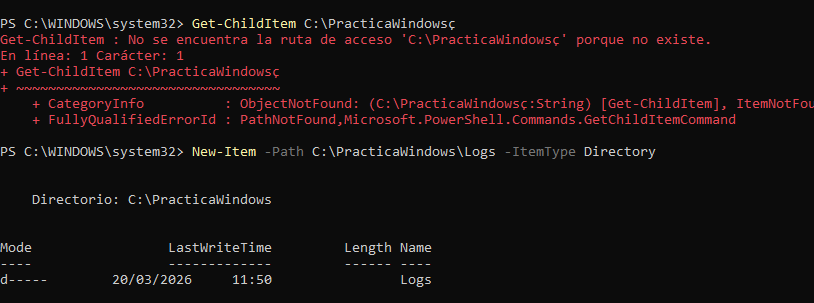 PS C:\WINDOWS\system32> Get-ChildItem C:\PracticaWindowsç
Get-ChildItem : No se encuentra la ruta de acceso 'C:\PracticaWindowsç' porque no existe.
En línea: 1 Carácter: 1
+ Get-ChildItem C:\PracticaWindowsç
+ ~~~~~~~~~~~~~~~~~~~~~~~~~~~~~~~~~
+ CategoryInfo : ObjectNotFound: (C:\PracticaWindowsç:String) [Get-ChildItem], ItemNotFou
+ FullyQualifiedErrorId : PathNotFound,Microsoft.PowerShell.Commands.GetChildItemCommand
PS C:\WINDOWS\system32> New-Item -Path C:\PracticaWindows\Logs -ItemType Directory
Directorio: C:\PracticaWindows
Mode LastWriteTime Length Name
---- ------------- ------ ----
d----- 20/03/2026 11:50 Logs